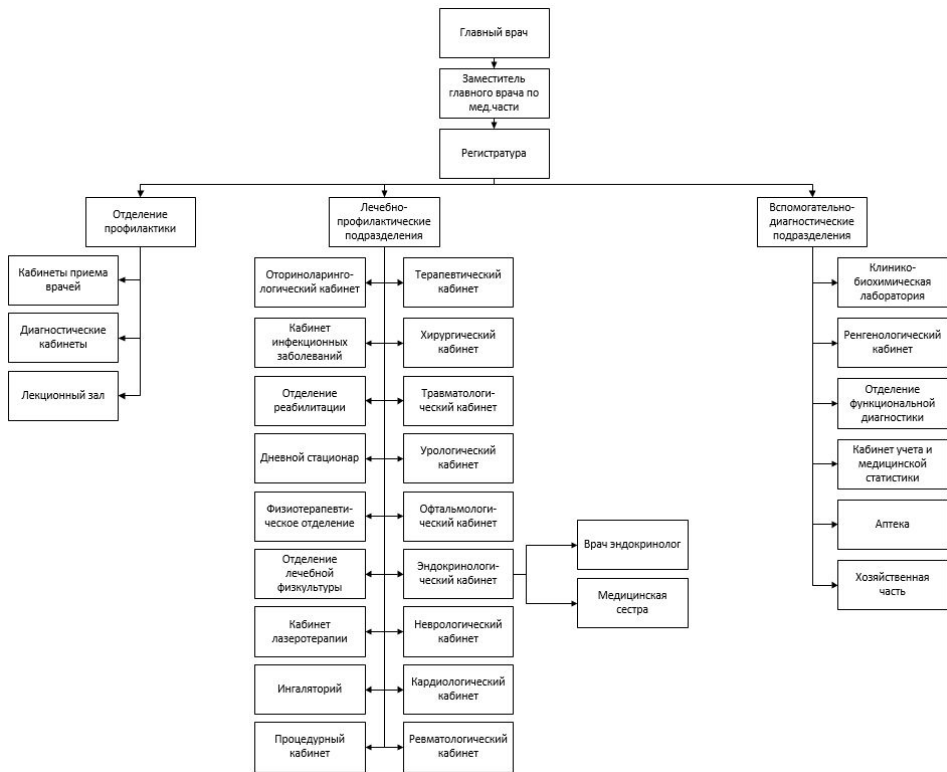 Главный врач
Заместитель
главного врача по
мед.части
Регистратура
Отделение
профилактики
Кабинеты приема
врачей
Диагностические
кабинеты
Лекционный зал
Лечебно-
профилактические
подразделения
Оториноларинго-
логический кабинет
Кабинет
инфекционных
заболеваний
Отделение
реабилитации
Дневной стационар
Физиотерапевти-
ческое отделение
Отделение
лечебной
физкультуры
Кабинет
лазеротерапии
Ингаляторий
Процедурный
кабинет
Терапевтический
кабинет
Хирургический
кабинет
Травматологи-
ческий кабинет
Урологический
кабинет
Офтальмологи-
ческий кабинет
Эндокринологи-
ческий кабинет
Врач эндокринолог
Медицинская
сестра
Неврологический
кабинет
Кардиологический
кабинет
Ревматологический
кабинет
Вспомогательно-
диагностические
подразделения
Клинико-
биохимическая
лаборатория
Ренгенологический
кабинет
Отделение
функциональной
диагностики
Кабинет учета и
медицинской
статистики
Аптека
Хозяйственная
часть